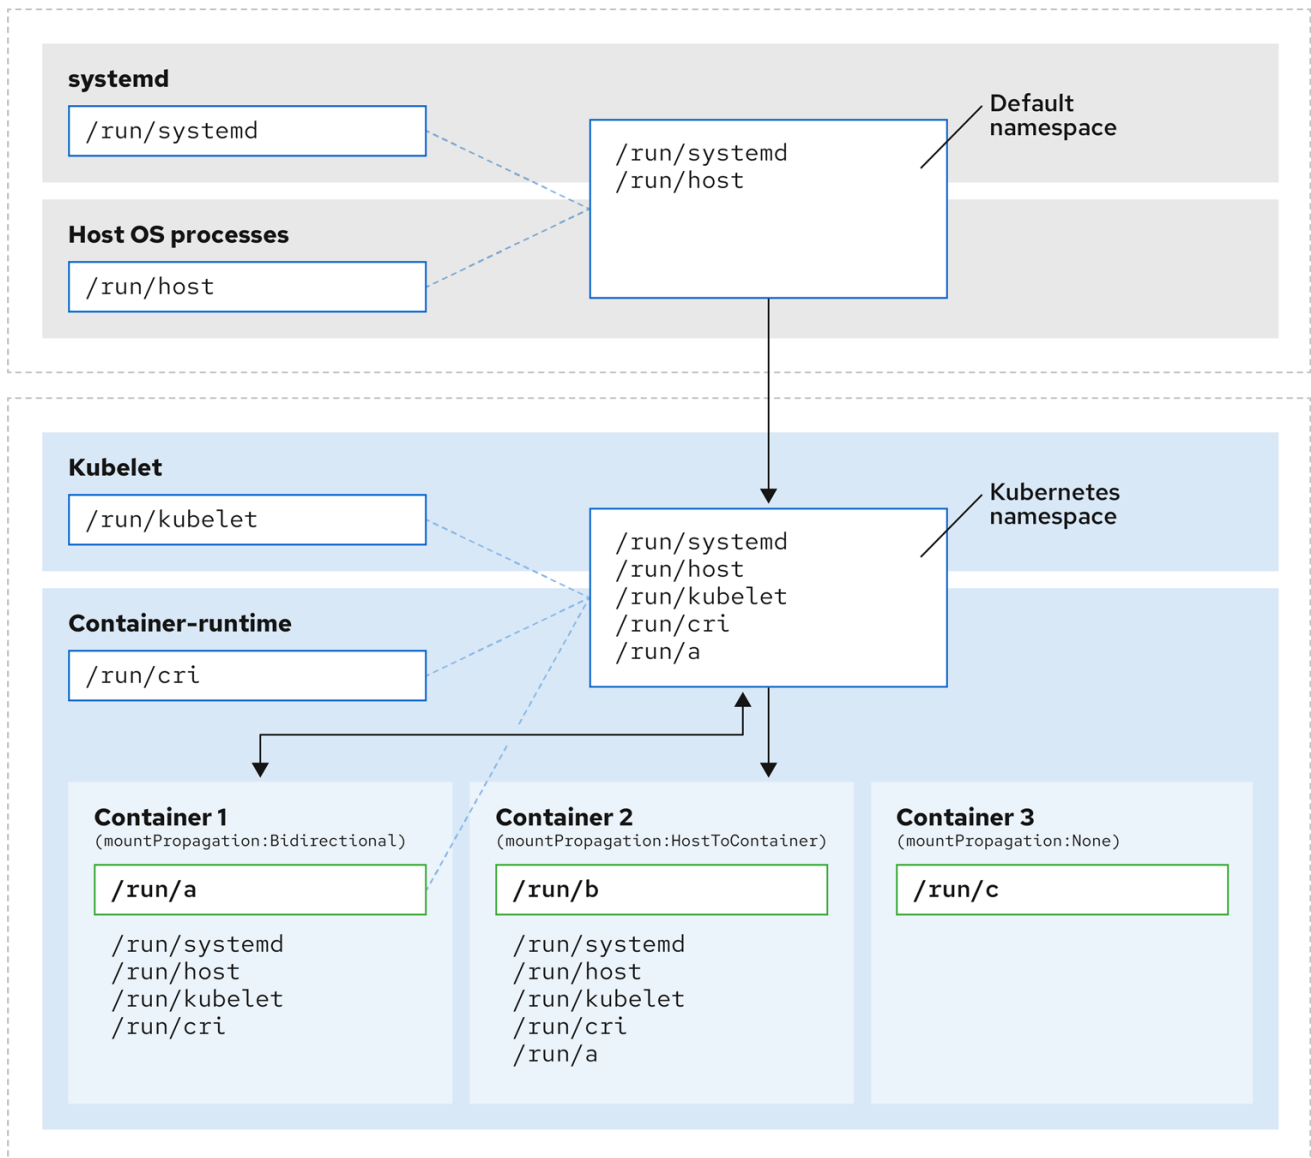 systemd
/run/systemd
Default
namespace
/run/systemd
/run/host
Host OS processes
/run/host
Kubelet
/run/kubelet
Kubernetes
namespace
/run/systemd
/run/host
/run/kubelet
/run/cri
/run/a
Container-runtime
/run/cri
Container 1
(mountPropagation:Bidirectional)
/run/a
/run/systemd
/run/host
/run/kubelet
/run/cri
Container 2
(mountPropagation:HostToContainer)
/run/b
/run/systemd
/run/host
/run/kubelet
/run/cri
/run/a
Container 3
(mountPropagation:None)
/run/c